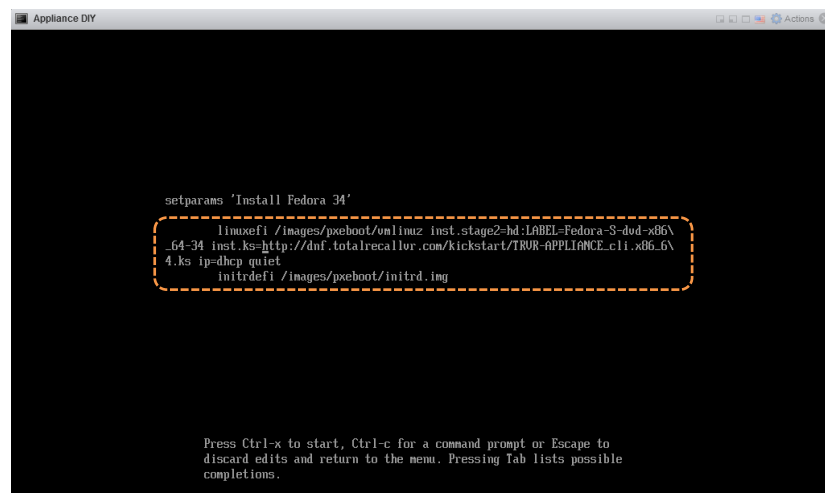 Appliance DIY
Actions
setparams 'Install Fedora 34'
linuxefi /images/pxeboot/vmlinuz inst.stage2=hd:LABEL=Fedora-S-dvd-x86\
_64-34 inst.ks=http://dnf.totalrecallvr.com/kickstart/TRVR-APPLIANCE_cli.x86_6\
4.ks ip=dhcp quiet
initrdefi /images/pxeboot/initrd.img
Press Ctrl-x to start, Ctrl-c for a command prompt or Escape to
discard edits and return to the menu. Pressing Tab lists possible
completions.